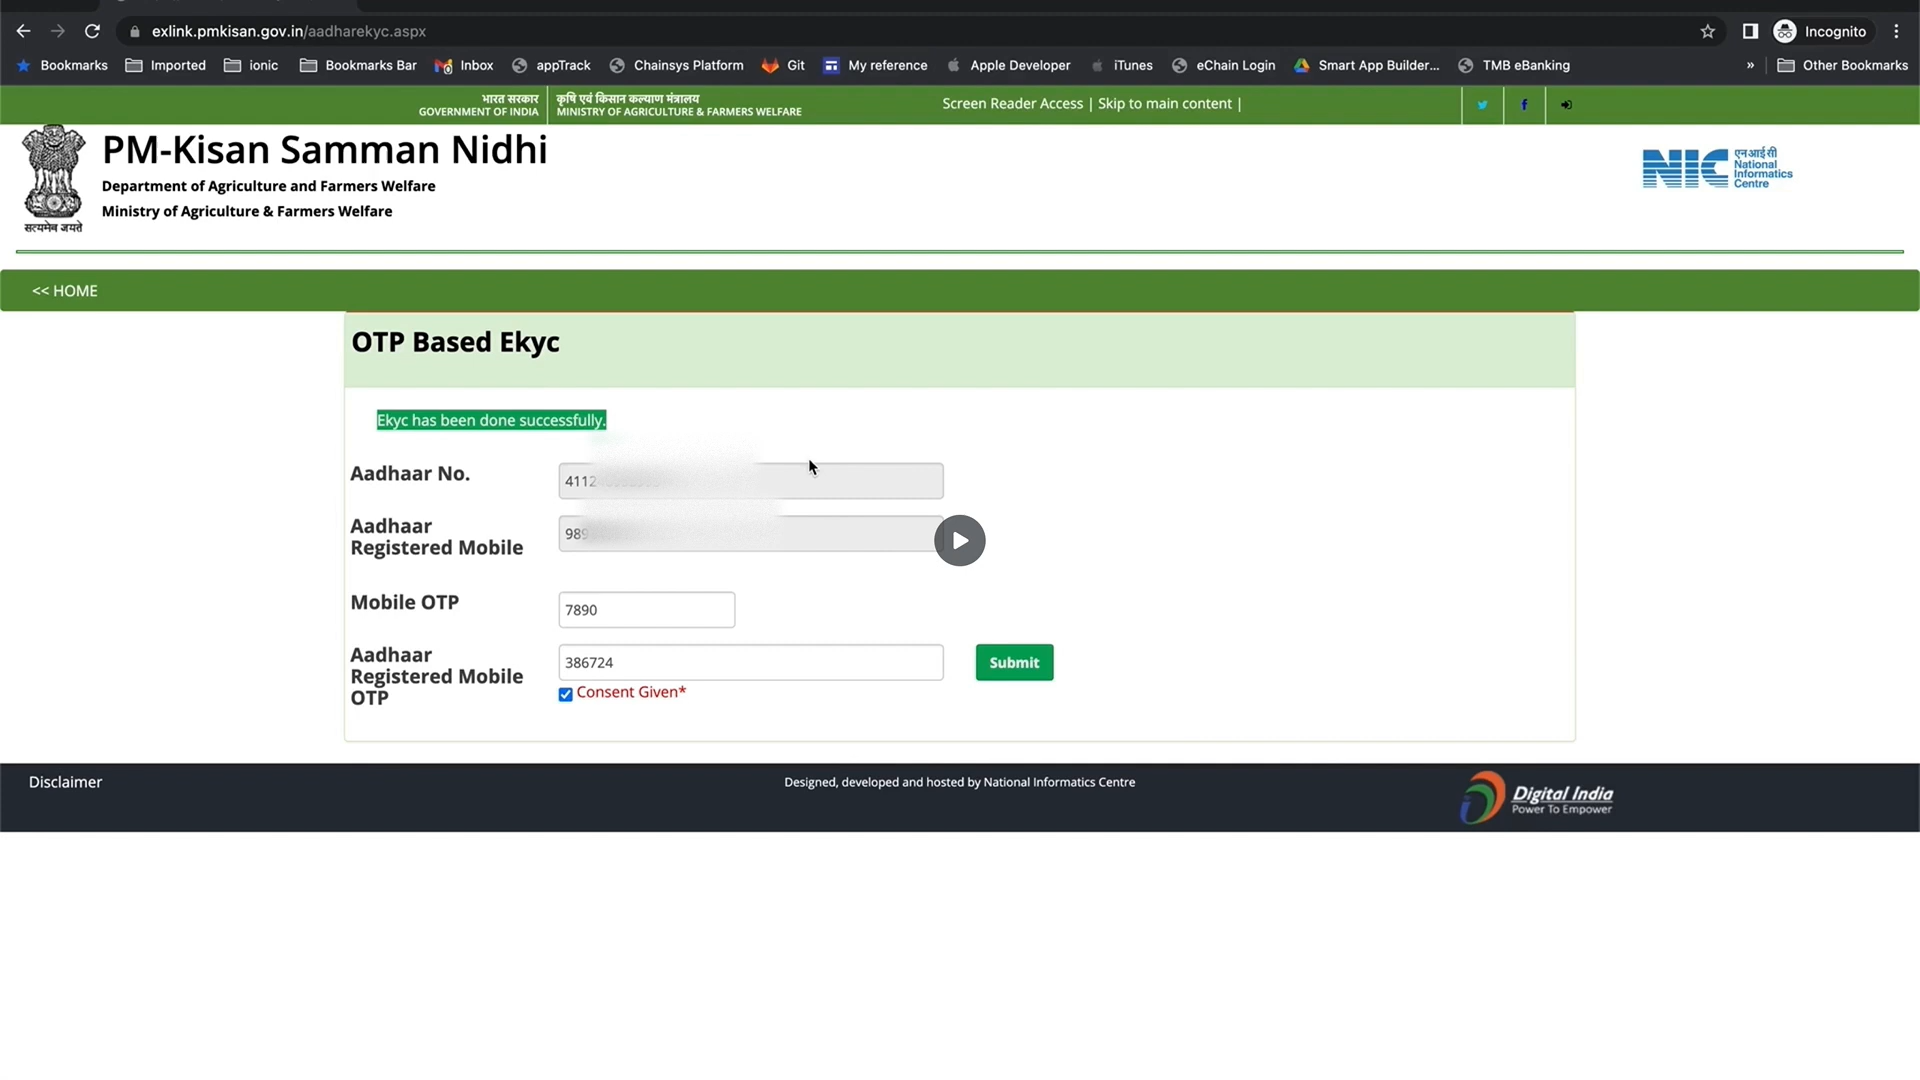 exlink.pmkisan.gov.in/aadharekyc.aspx
Incognito
Bookmarks Imported ionic Bookmarks Bar Inbox appTrack Chainsys Platform Git My reference Apple Developer iTunes eChain Login Smart App Builder... TMB eBanking » Other Bookmarks
भारत सरकार
GOVERNMENT OF INDIA
कृषि एवं किसान कल्याण मंत्रालय
MINISTRY OF AGRICULTURE & FARMERS WELFARE
Screen Reader Access | Skip to main content |
PM-Kisan Samman Nidhi
Department of Agriculture and Farmers Welfare
Ministry of Agriculture & Farmers Welfare
सत्यमेव जयते
NIC
एन आई सी
National
Informatics
Centre
<< HOME
OTP Based Ekyc
Ekyc has been done successfully.
Aadhaar No.
4112
Aadhaar
Registered Mobile
989
Mobile OTP
7890
Aadhaar
Registered Mobile
OTP
386724
Submit
Consent Given*
Disclaimer
Designed, developed and hosted by National Informatics Centre
Digital India
Power To Empower